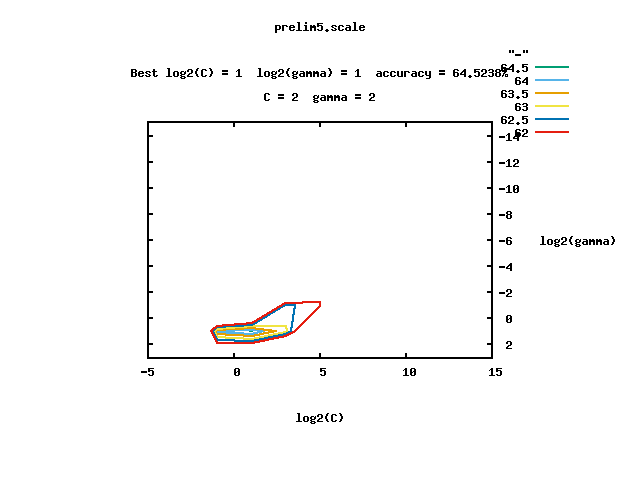 prelim5.scale
"-"
Best log2(C) = 1  log2(gamma) = 1  accuracy = 64.5238%
C = 2  gamma = 2
64.5
64
63.5
63
62.5
62
-14
-12
-10
-8
-6
log2(gamma)
-4
-2
0
2
-5 0 5 10 15
log2(C)